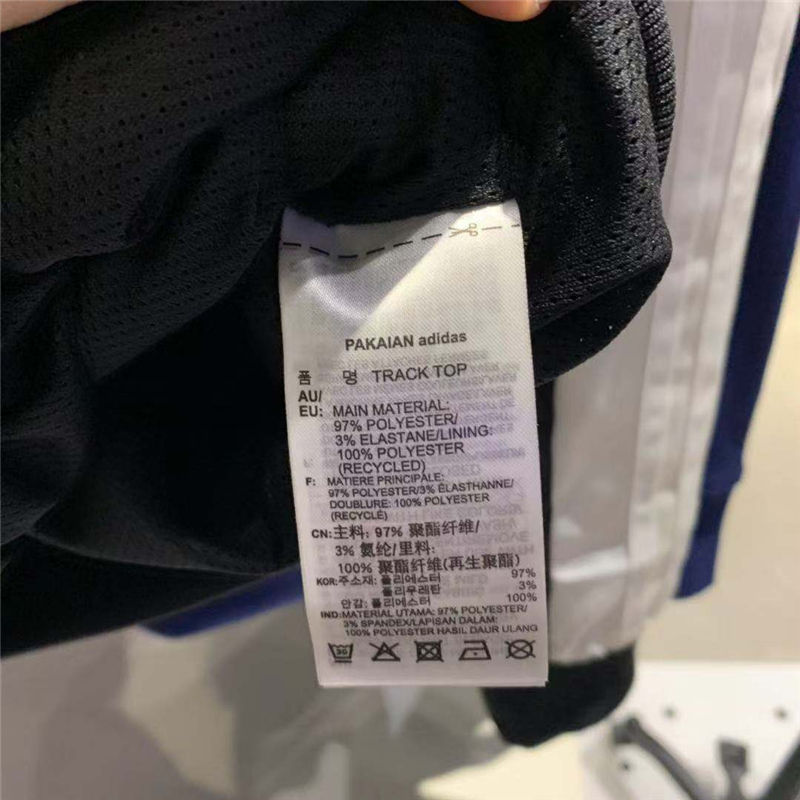 PAKAIAN adidas
품 명 TRACK TOP
AU/
EU: MAIN MATERIAL:
97% POLYESTER/
3% ELASTANE/LINING:
100% POLYESTER
(RECYCLED)
F: MATIERE PRINCIPALE:
97% POLYESTER/3% ÉLASTHANNE/
DOUBLURE: 100% POLYESTER
(RECYCLÉ)
CN: 主料: 97% 聚酯纤维/
3% 氨纶/里料:
100% 聚酯纤维(再生聚酯)
KOR: 주소재: 폴리에스터 97%
폴리우레탄 3%
안감: 폴리에스터 100%
IND: MATERIAL UTAMA: 97% POLYESTER/
3% SPANDEX/LAPISAN DALAM:
100% POLYESTER HASIL DAUR ULANG
30